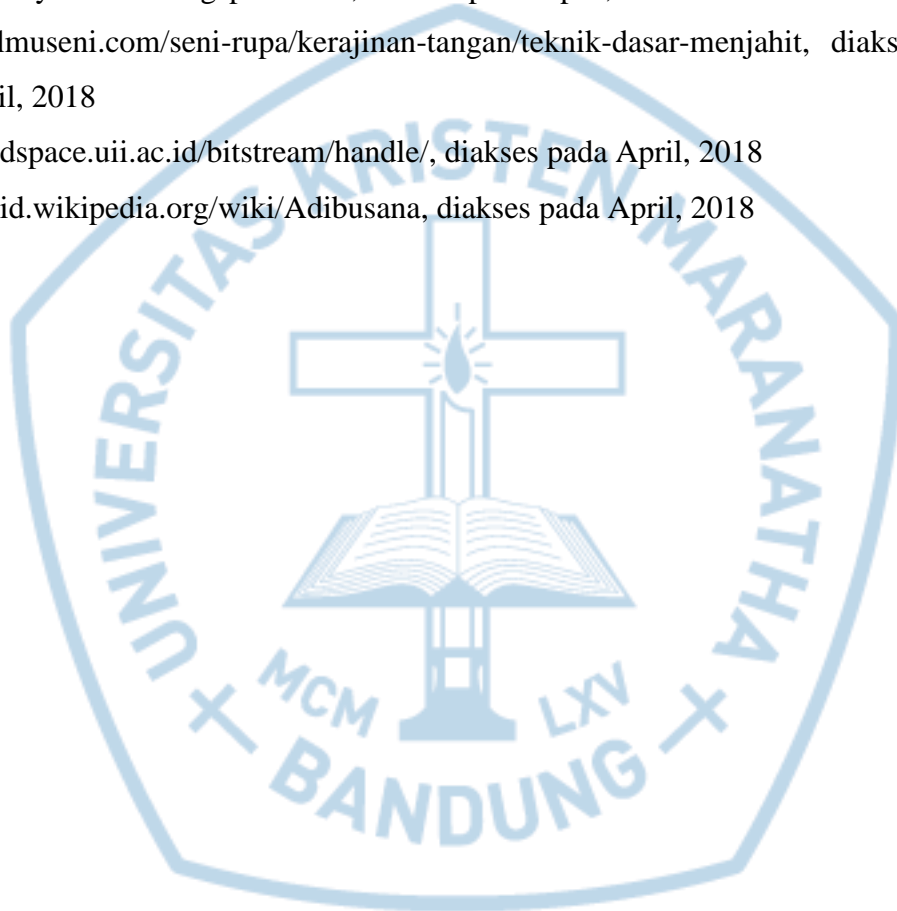 lmuseni.com/seni-rupa/kerajinan-tangan/teknik-dasar-menjahit, diaks
il, 2018
dspace.uii.ac.id/bitstream/handle/, diakses pada April, 2018
id.wikipedia.org/wiki/Adibusana, diakses pada April, 2018
UNIVERSITAS KRISTEN MARANATHA
MCM LXV
BANDUNG